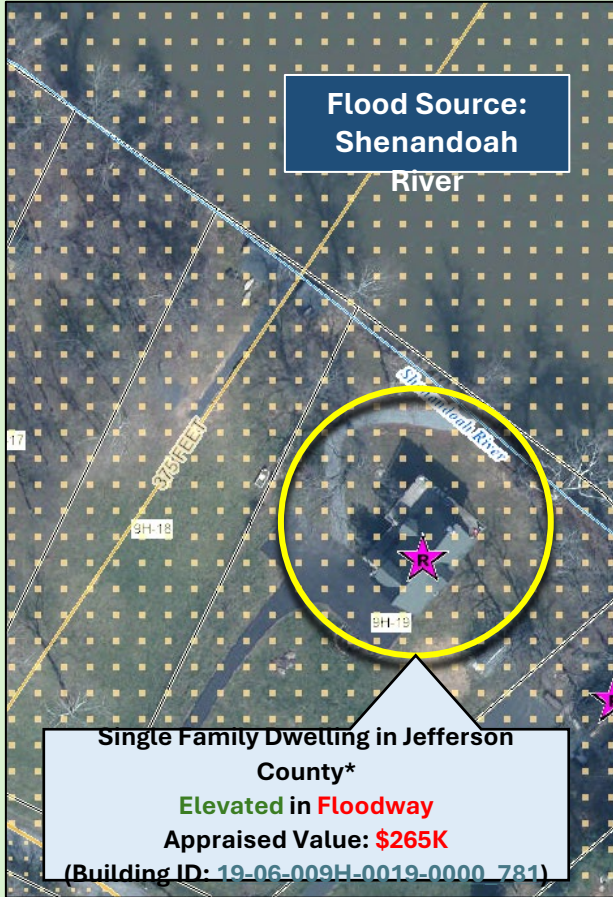 Flood Source:
Shenandoah
River
Shenandoah River
17
375 FEET
9H-18
R
9H-19
Single Family Dwelling in Jefferson
County*
Elevated in Floodway
Appraised Value: $265K
(Building ID: 19-06-009H-0019-0000_781)